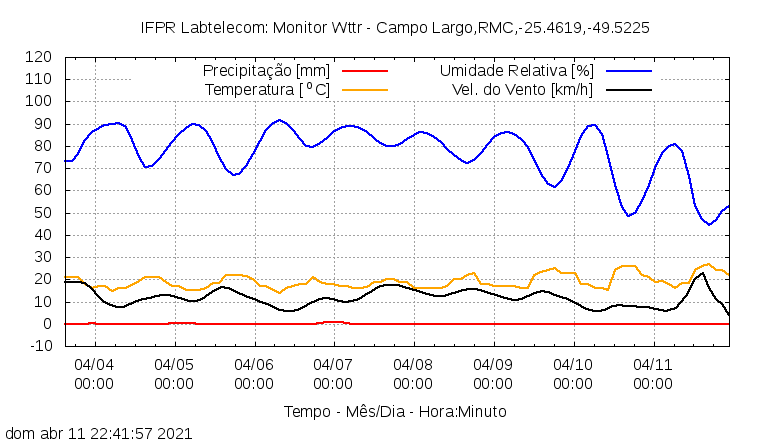 IFPR Labtelecom: Monitor Wttr - Campo Largo,RMC,-25.4619,-49.5225
120
110
100
90
80
70
60
50
40
30
20
10
0
-10
Precipitação [mm]
Temperatura [ ⁰C]
Umidade Relativa [%]
Vel. do Vento [km/h]
04/04 04/05 04/06 04/07 04/08 04/09 04/10 04/11
00:00 00:00 00:00 00:00 00:00 00:00 00:00 00:00
Tempo - Mês/Dia - Hora:Minuto
dom abr 11 22:41:57 2021